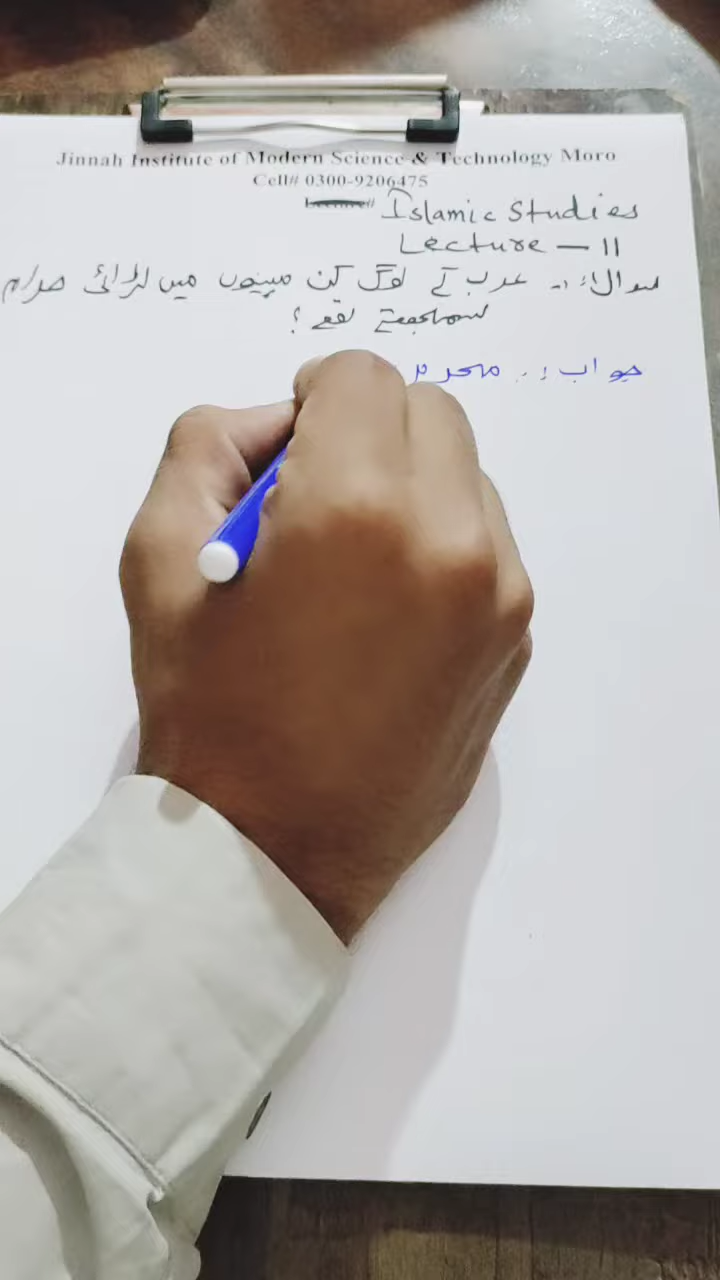 Jinnah Institute of Modern Science & Technology Moro
Cell# 0300-9206475
Islamic Studies
Lecture – 11
سوال:1.. عرب کے لوگ کن مہینوں میں لڑائی حرام
سمجھتے تھے؟
جواب:.. محرم